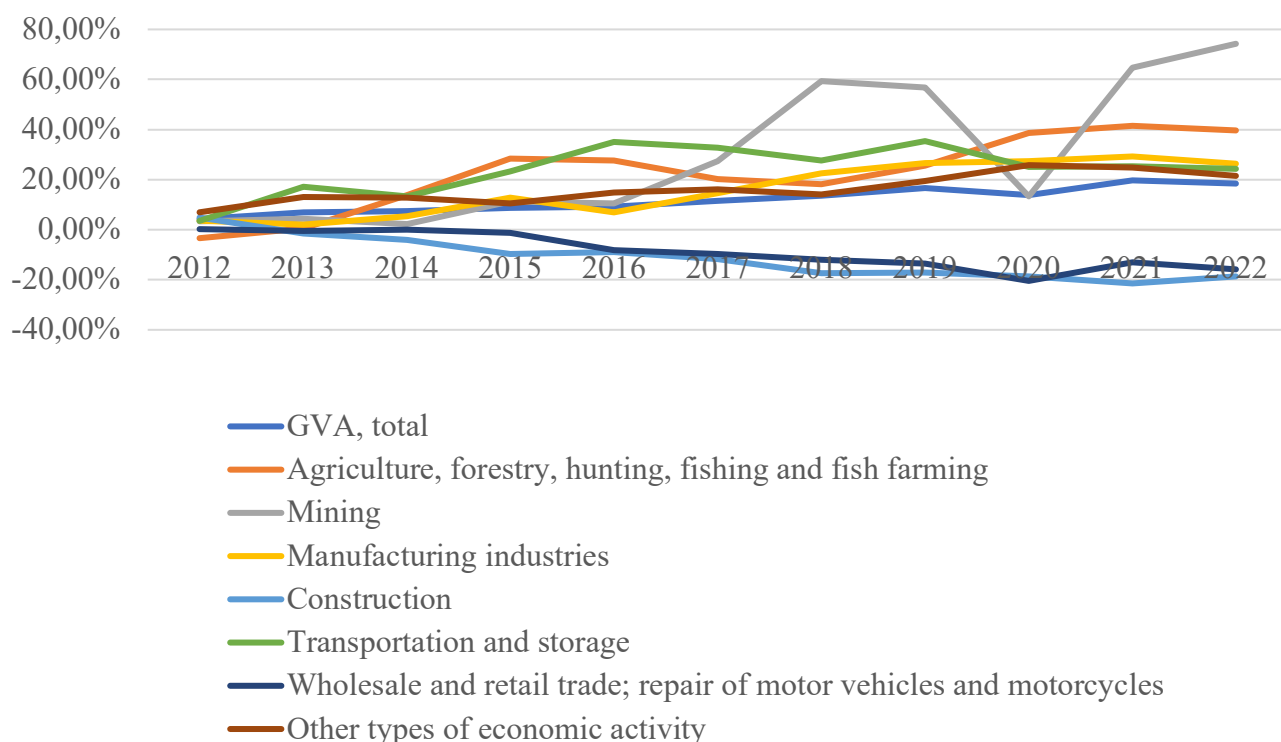 80,00%
60,00%
40,00%
20,00%
0,00%
2012 2013 2014 2015 2016 2017 2018 2019 2020 2021 2022
-20,00%
-40,00%
GVA, total
Agriculture, forestry, hunting, fishing and fish farming
Mining
Manufacturing industries
Construction
Transportation and storage
Wholesale and retail trade; repair of motor vehicles and motorcycles
Other types of economic activity